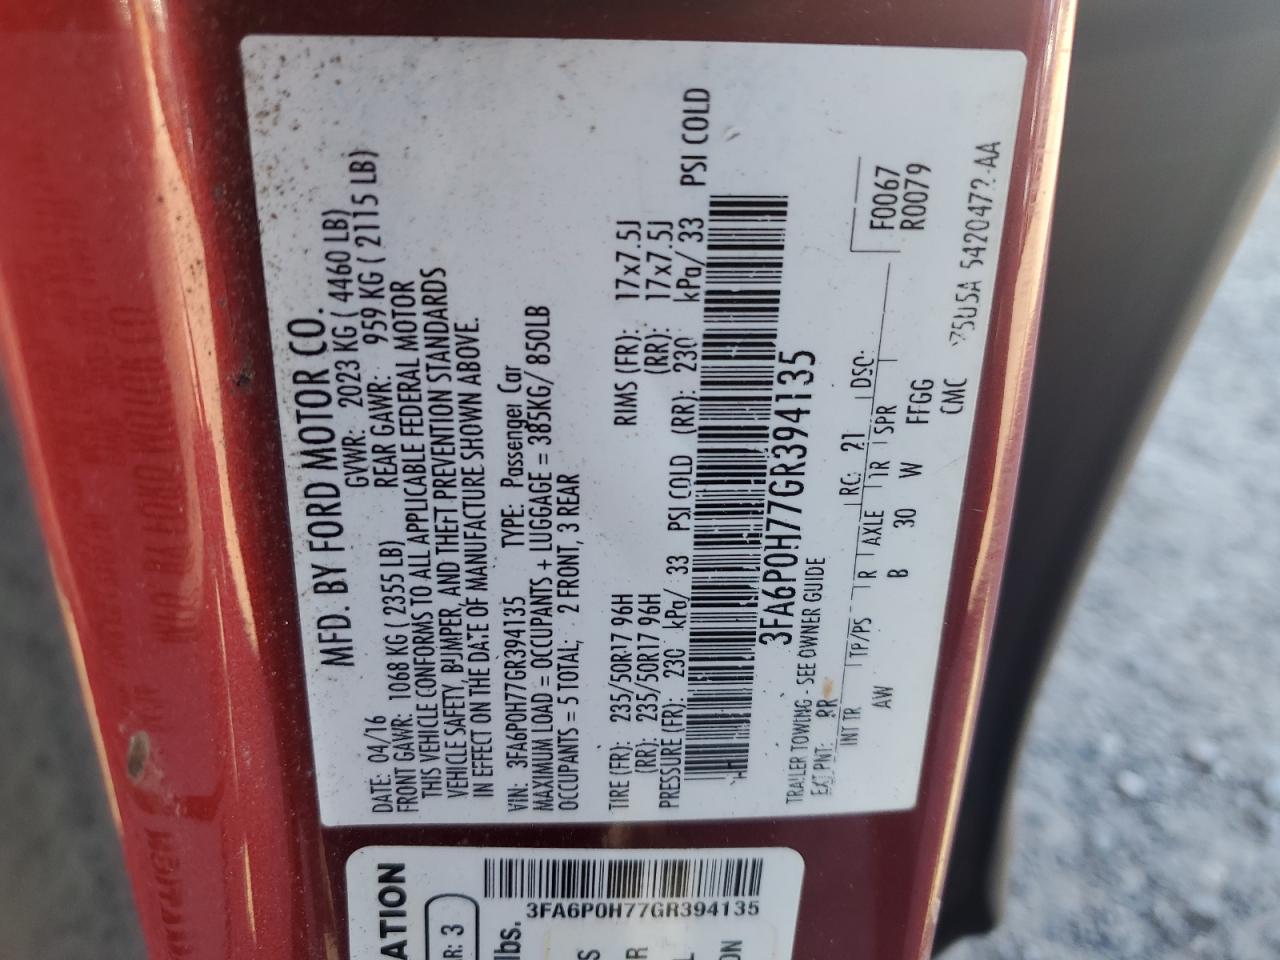 MFD. BY FORD MOTOR CO.
DATE: 04/16 GVWR: 2023 KG ( 4460 LB)
FRONT GAWR: 1068 KG ( 2355 LB) REAR GAWR: 959 KG ( 2115 LB)
THIS VEHICLE CONFORMS TO ALL APPLICABLE FEDERAL MOTOR
VEHICLE SAFETY, BUMPER, AND THEFT PREVENTION STANDARDS
IN EFFECT ON THE DATE OF MANUFACTURE SHOWN ABOVE.
VIN: 3FA6P0H77GR394135 TYPE: Passenger Car
MAXIMUM LOAD = OCCUPANTS + LUGGAGE = 385KG/ 850LB
OCCUPANTS = 5 TOTAL; 2 FRONT, 3 REAR
TIRE (FR): 235/50R17 96H RIMS (FR): 17x7.5J
(RR): 235/50R17 96H (RR): 17x7.5J
PRESSURE (FR): 230 kPa/ 33 PSI COLD (RR): 230 kPa/ 33 PSI COLD
3FA6P0H77GR394135
TRAILER TOWING - SEE OWNER GUIDE
EXT PNT: RR RC: 21 DSO: F0067
R0079
INT TR TP/PS R AXLE TR SPR
AW B 30 W FFGG
CMC
5U5A 542047
AA
ATION
R: 3
lbs.
3FA6P0H77GR394135
S
R
L
ON